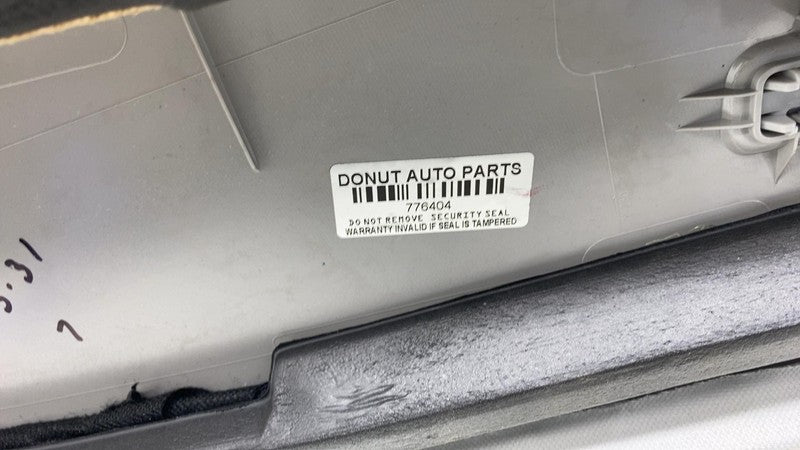 DONUT AUTO PARTS
776404
DO NOT REMOVE SECURITY SEAL
WARRANTY INVALID IF SEAL IS TAMPERED